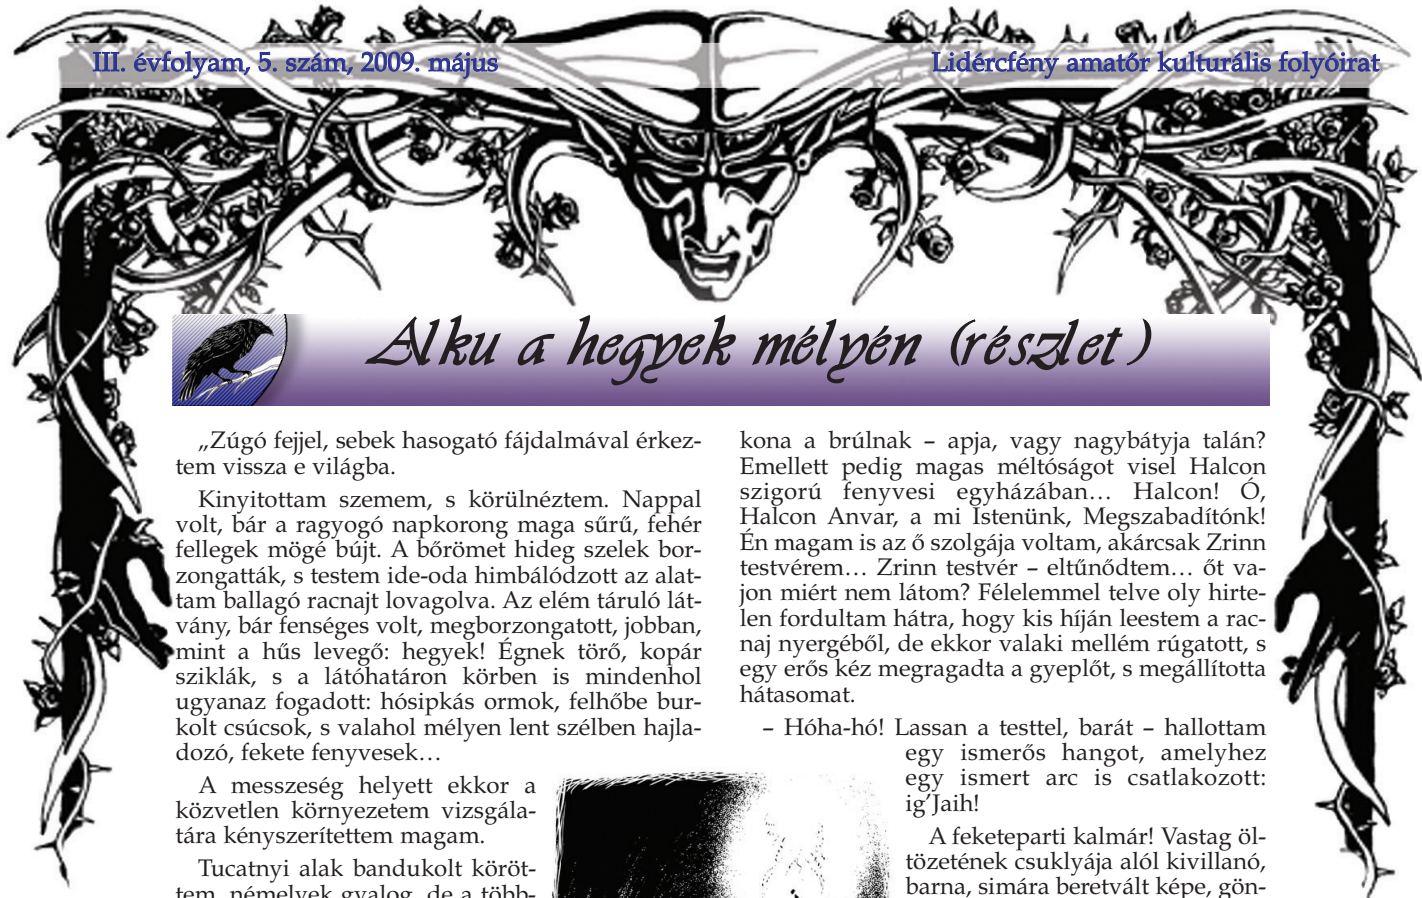 III. évfolyam, 5. szám, 2009. május
Lidércfény amatőr kulturális folyóirat
Alku a hegyek mélyén (részlet)
„Zúgó fejjel, sebek hasogató fájdalmával érkez-
tem vissza e világba.
Kinyitottam szemem, s körülnéztem. Nappal
volt, bár a ragyogó napkorong maga sűrű, fehér
fellegek mögé bújt. A bőrömet hideg szelek bor-
zongatták, s testem ide-oda himbálódzott az alat-
tam ballagó racnajt lovagolva. Az elém táruló lát-
vány, bár fenséges volt, megborzongatott, jobban,
mint a hűs levegő: hegyek! Égnek törő, kopár
sziklák, s a látóhatáron körben is mindenhol
ugyanaz fogadott: hósipkás ormok, felhőbe bur-
kolt csúcsok, s valahol mélyen lent szélben hajla-
dozó, fekete fenyvesek…
A messzeség helyett ekkor a
közvetlen környezetem vizsgála-
tára kényszerítettem magam.
Tucatnyi alak bandukolt köröt-
tem, némelyek gyalog, de a több-
kona a brúlnak – apja, vagy nagybátyja talán?
Emellett pedig magas méltóságot visel Halcon
szigorú fenyvesi egyházában… Halcon! Ó,
Halcon Anvar, a mi Istenünk, Megszabadítónk!
Én magam is az ő szolgája voltam, akárcsak Zrinn
testvérem… Zrinn testvér – eltűnődtem… őt va-
jon miért nem látom? Félelemmel telve oly hirte-
len fordultam hátra, hogy kis híján leestem a rac-
naj nyergéből, de ekkor valaki mellém rúgatott, s
egy erős kéz megragadta a gyeplőt, s megállította
hátasomat.
– Hóha-hó! Lassan a testtel, barát – hallottam
egy ismerős hangot, amelyhez
egy ismert arc is csatlakozott:
ig’Jaih!
A feketeparti kalmár! Vastag öl-
tözetének csuklyája alól kivillanó,
barna, simára beretvált képe, gön-